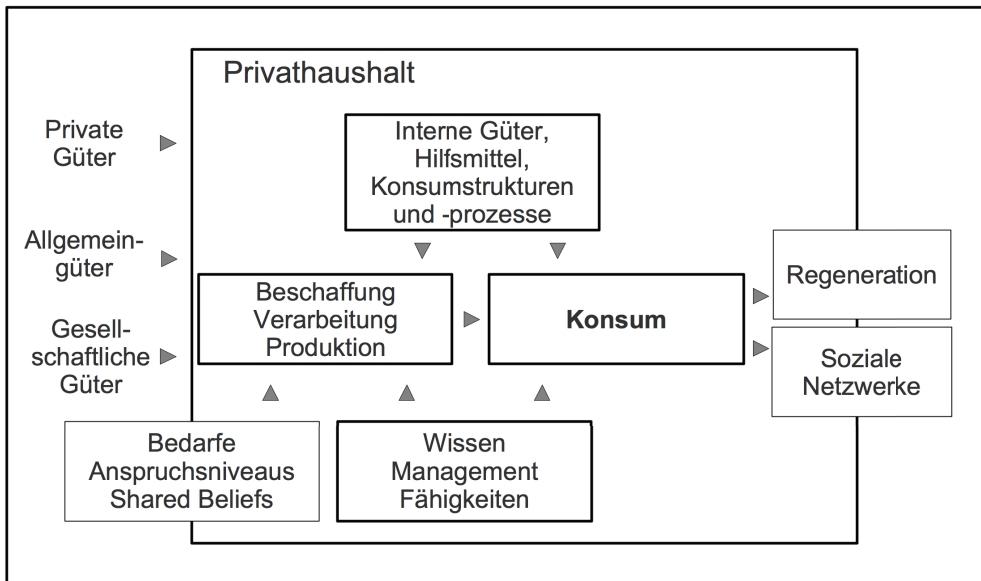 Privathaushalt
Private
Güter
Interne Güter,
Hilfsmittel,
Konsumstrukturen
und -prozesse
Allgemein-
güter
Gesell-
schaftliche
Güter
Beschaffung
Verarbeitung
Produktion
Konsum
Regeneration
Soziale
Netzwerke
Bedarfe
Anspruchsniveaus
Shared Beliefs
Wissen
Management
Fähigkeiten